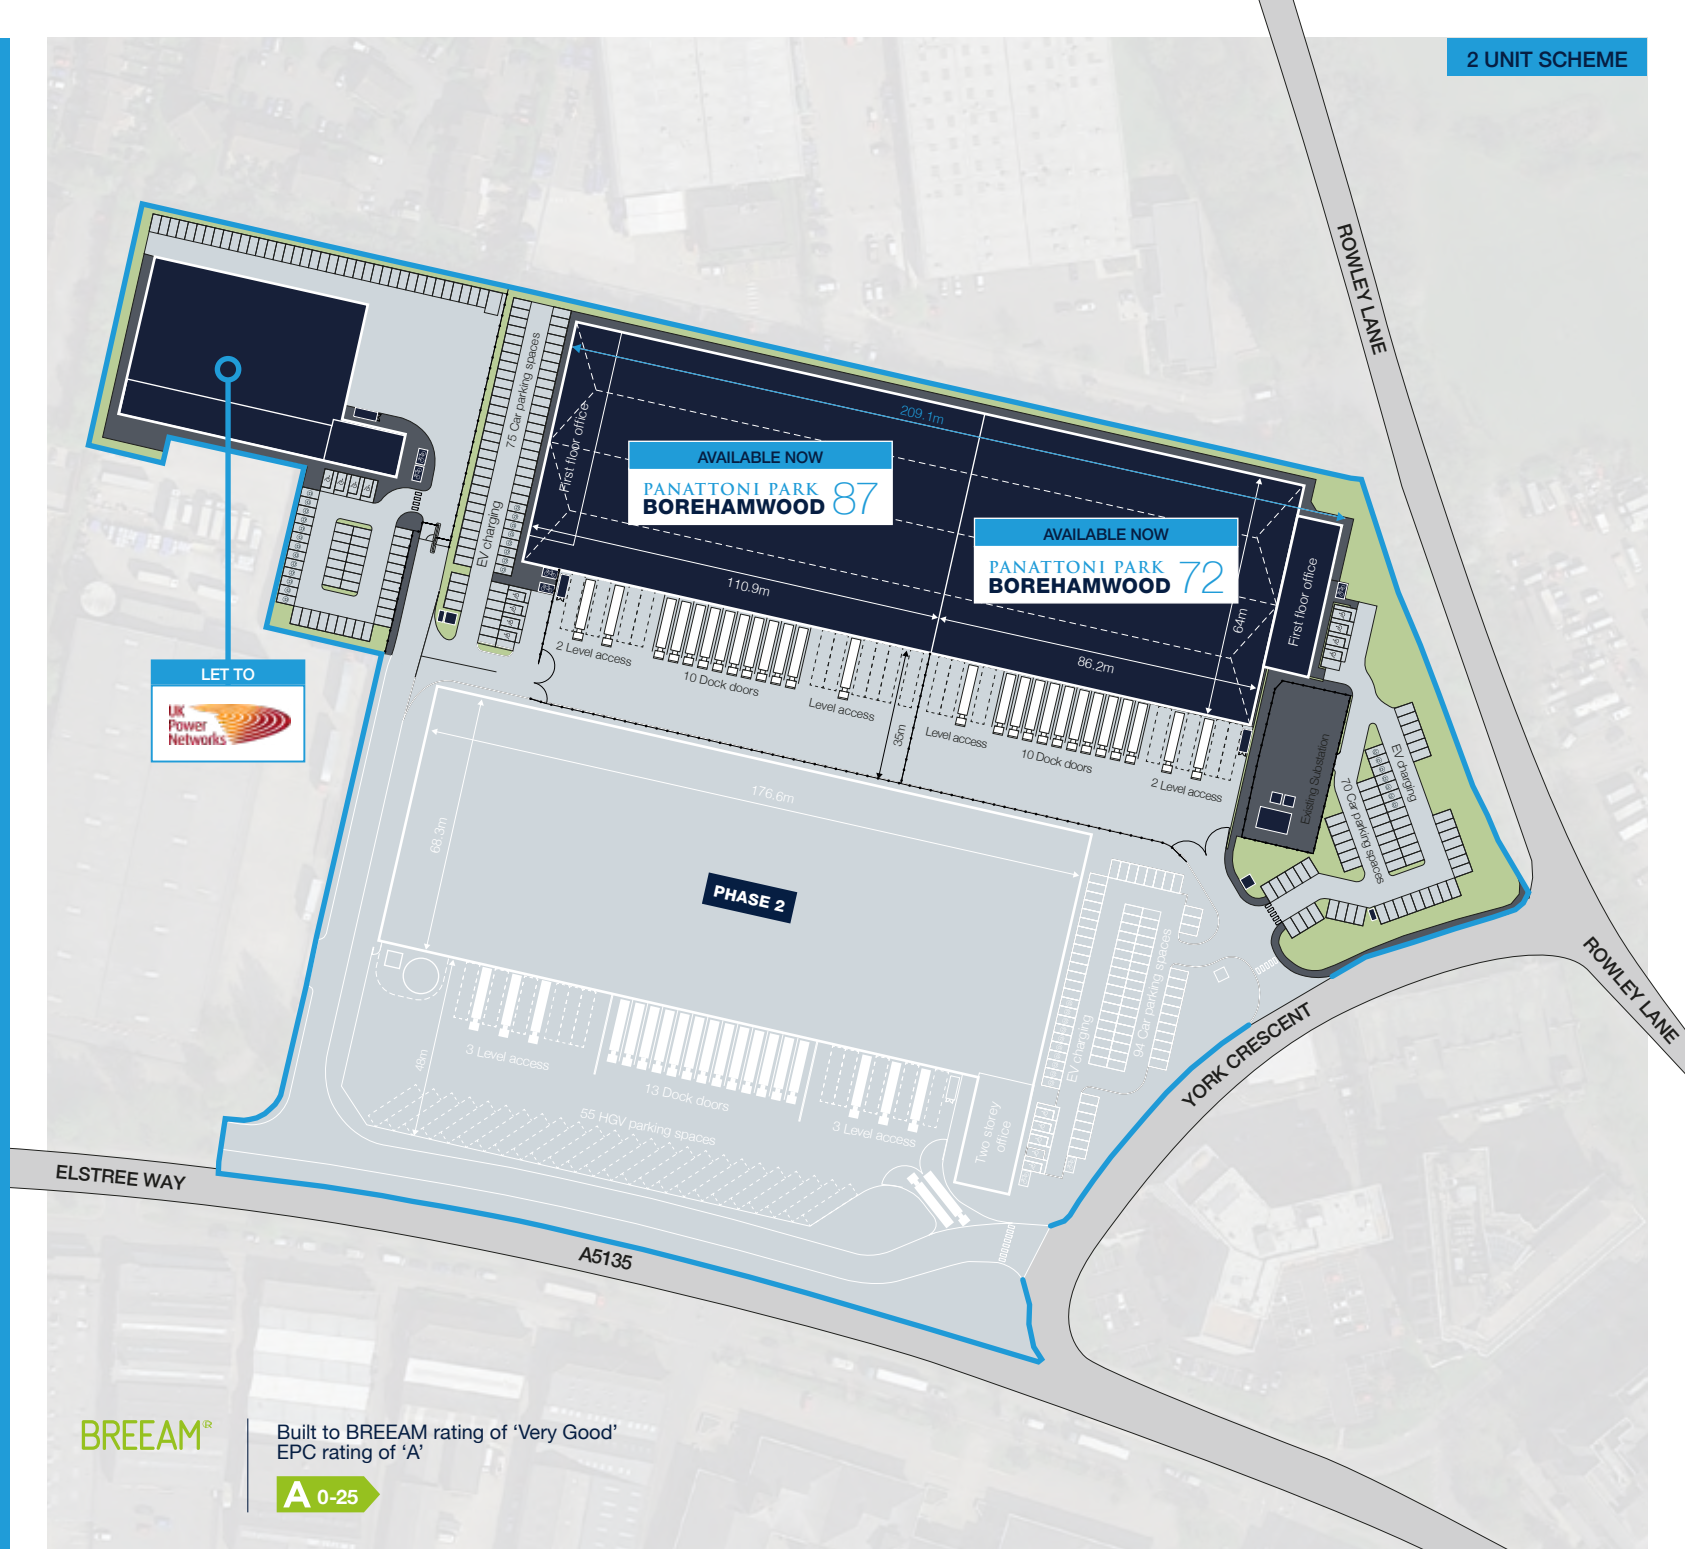 2 UNIT SCHEME
ROWLEY LANE
75 Car parking spaces
EV charging
First floor office
209.1m
AVAILABLE NOW
PANATTONI PARK
BOREHAMWOOD 87
AVAILABLE NOW
PANATTONI PARK
BOREHAMWOOD 72
110.9m
64m
First floor office
86.2m
2 Level access
10 Dock doors
Level access
35m
Level access
10 Dock doors
2 Level access
Existing Substation
EV charging
70 Car parking spaces
LET TO
UK
Power
Networks
176.6m
68.3m
PHASE 2
ROWLEY LANE
YORK CRESCENT
94 Car parking spaces
EV charging
3 Level access
48m
13 Dock doors
55 HGV parking spaces
3 Level access
Two storey
office
ELSTREE WAY
A5135
BREEAM®
Built to BREEAM rating of ‘Very Good’
EPC rating of ‘A’
A 0-25